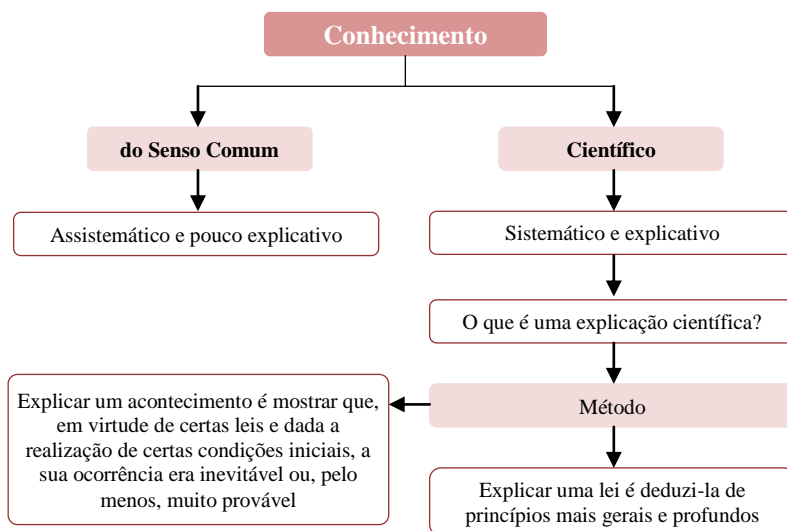 Conhecimento
do Senso Comum
Científico
Assistemático e pouco explicativo
Sistemático e explicativo
O que é uma explicação científica?
Método
Explicar um acontecimento é mostrar que,
em virtude de certas leis e dada a
realização de certas condições iniciais, a
sua ocorrência era inevitável ou, pelo
menos, muito provável
Explicar uma lei é deduzi-la de
princípios mais gerais e profundos